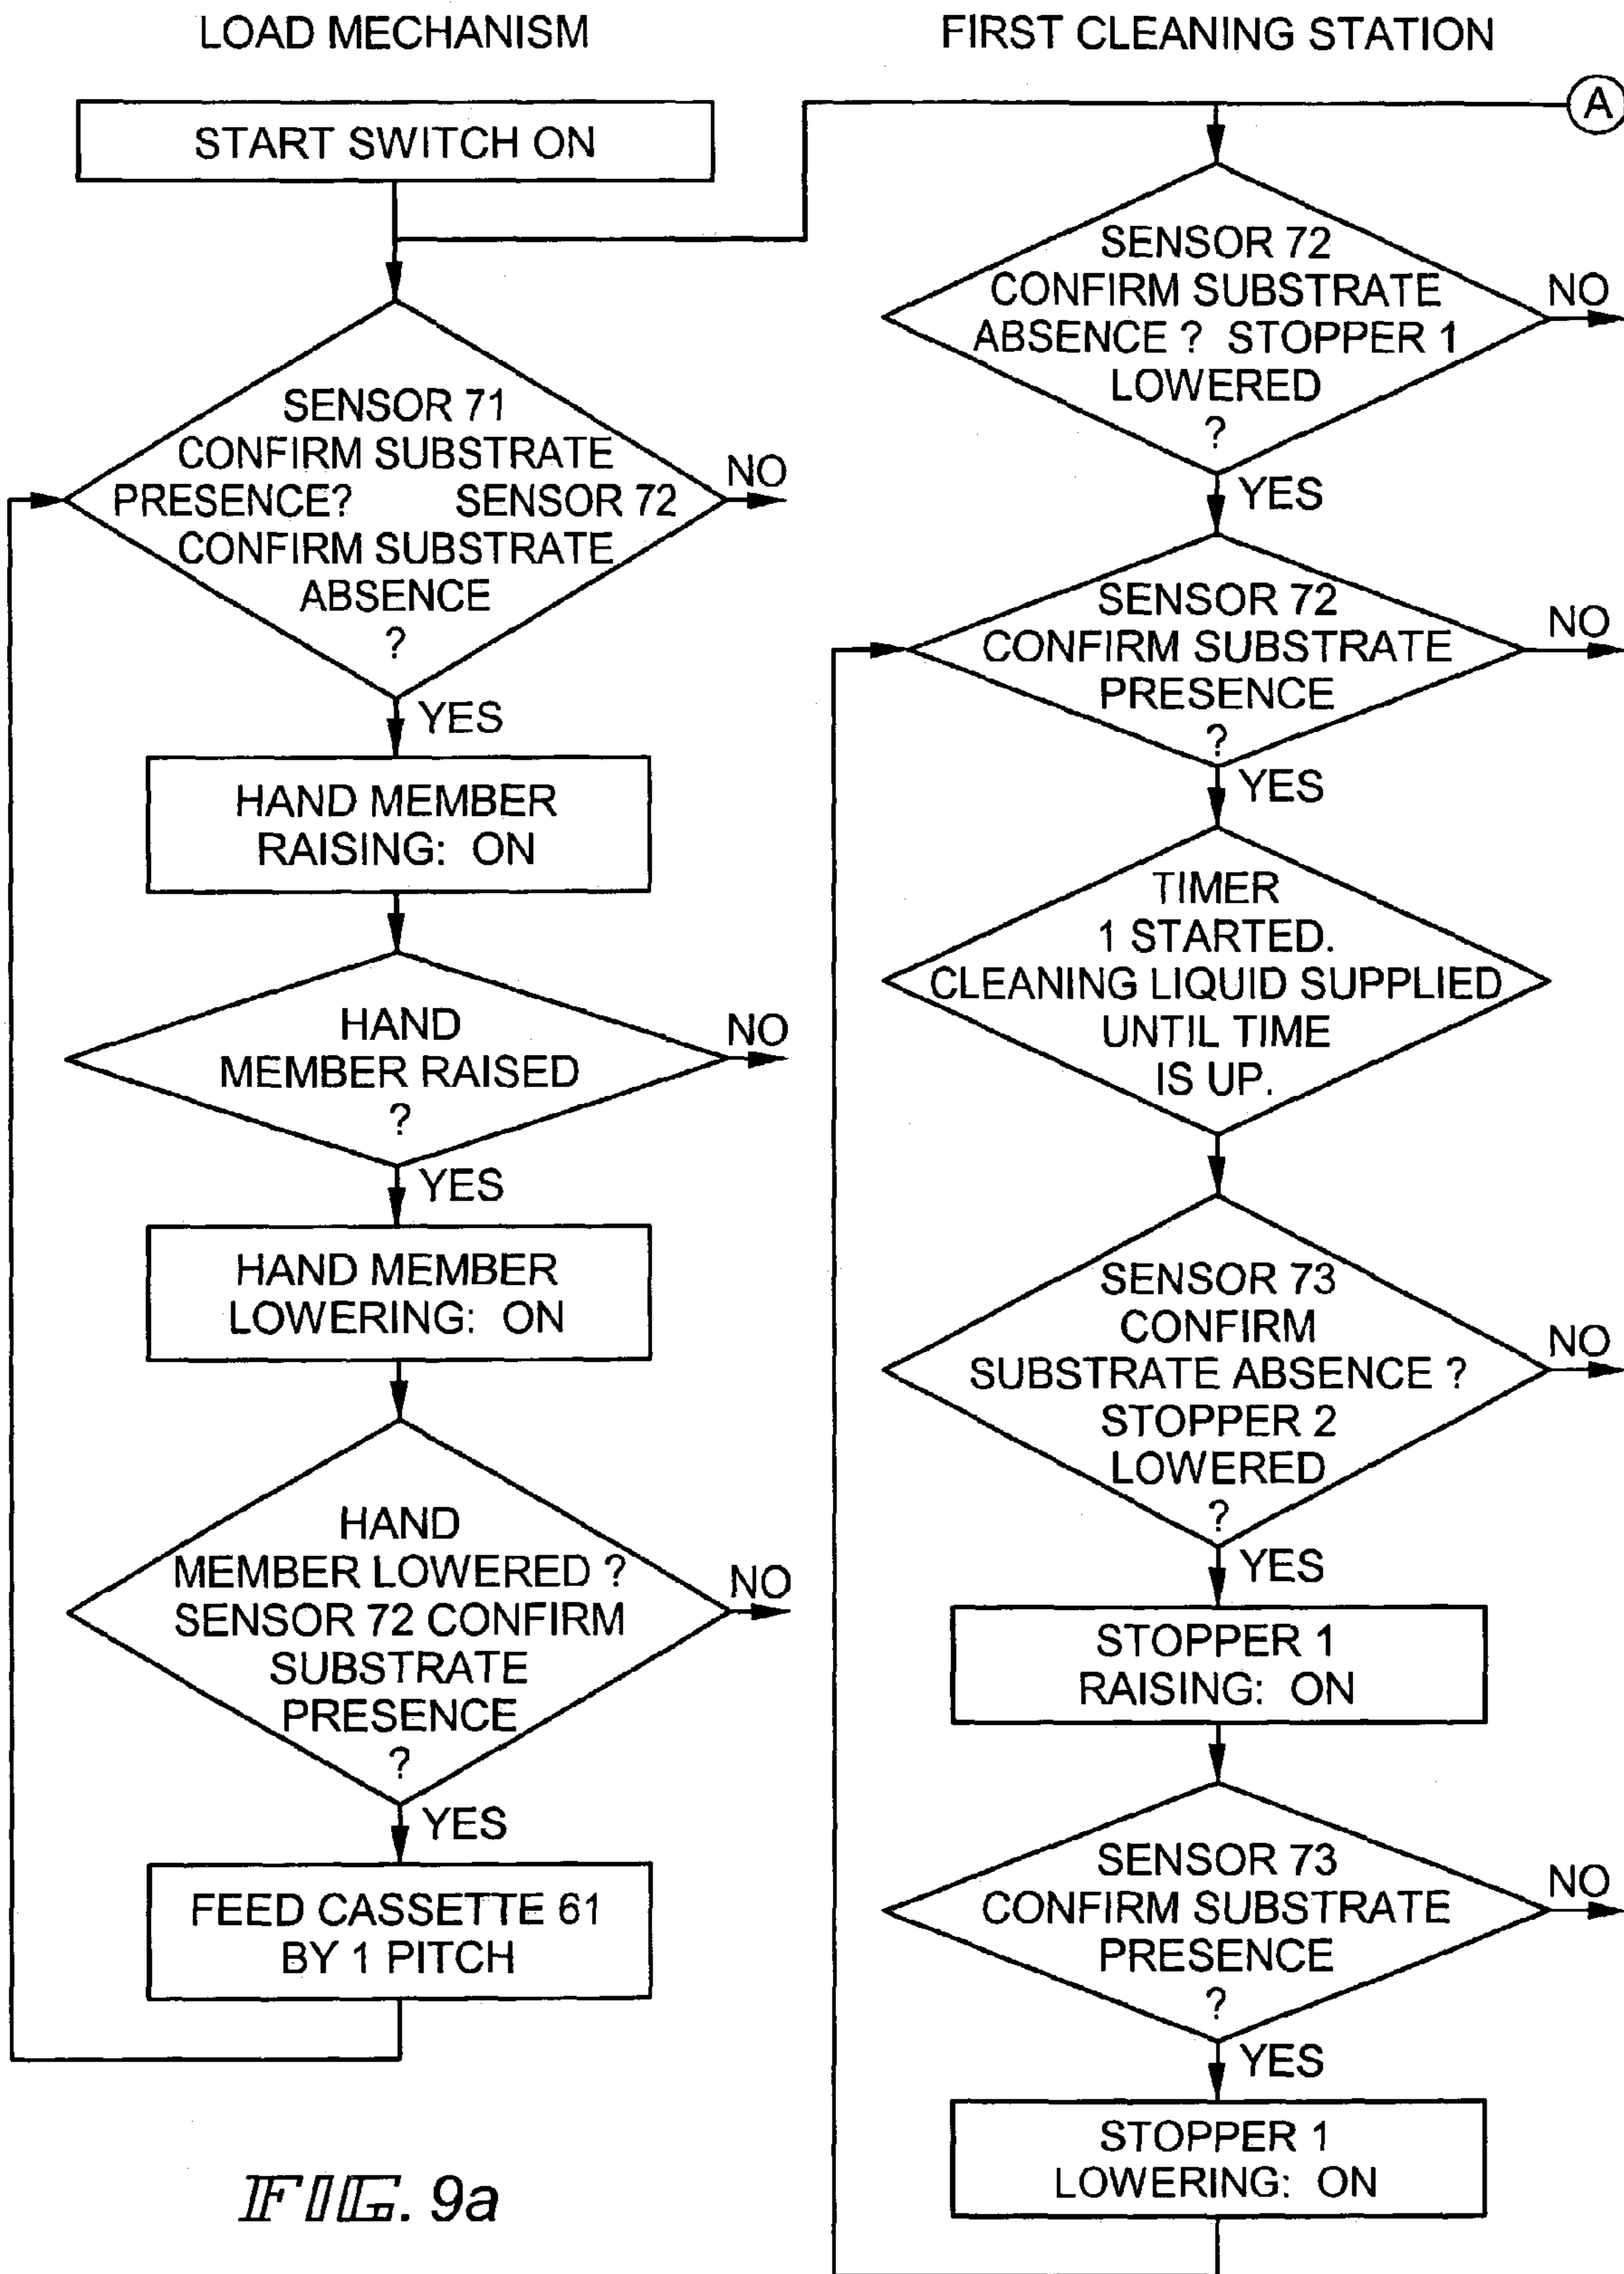 LOAD MECHANISM
START SWITCH ON
SENSOR 71
CONFIRM SUBSTRATE
PRESENCE? SENSOR 72
CONFIRM SUBSTRATE
ABSENCE
?
NO
YES
HAND MEMBER
RAISING: ON
HAND
MEMBER RAISED
?
NO
YES
HAND MEMBER
LOWERING: ON
HAND
MEMBER LOWERED ?
SENSOR 72 CONFIRM
SUBSTRATE
PRESENCE
?
NO
YES
FEED CASSETTE 61
BY 1 PITCH
FIRST CLEANING STATION
A
SENSOR 72
CONFIRM SUBSTRATE
ABSENCE ? STOPPER 1
LOWERED
?
NO
YES
SENSOR 72
CONFIRM SUBSTRATE
PRESENCE
?
NO
YES
TIMER
1 STARTED.
CLEANING LIQUID SUPPLIED
UNTIL TIME
IS UP.
SENSOR 73
CONFIRM
SUBSTRATE ABSENCE ?
STOPPER 2
LOWERED
?
NO
YES
STOPPER 1
RAISING: ON
SENSOR 73
CONFIRM SUBSTRATE
PRESENCE
?
NO
YES
STOPPER 1
LOWERING: ON
FIG. 9a